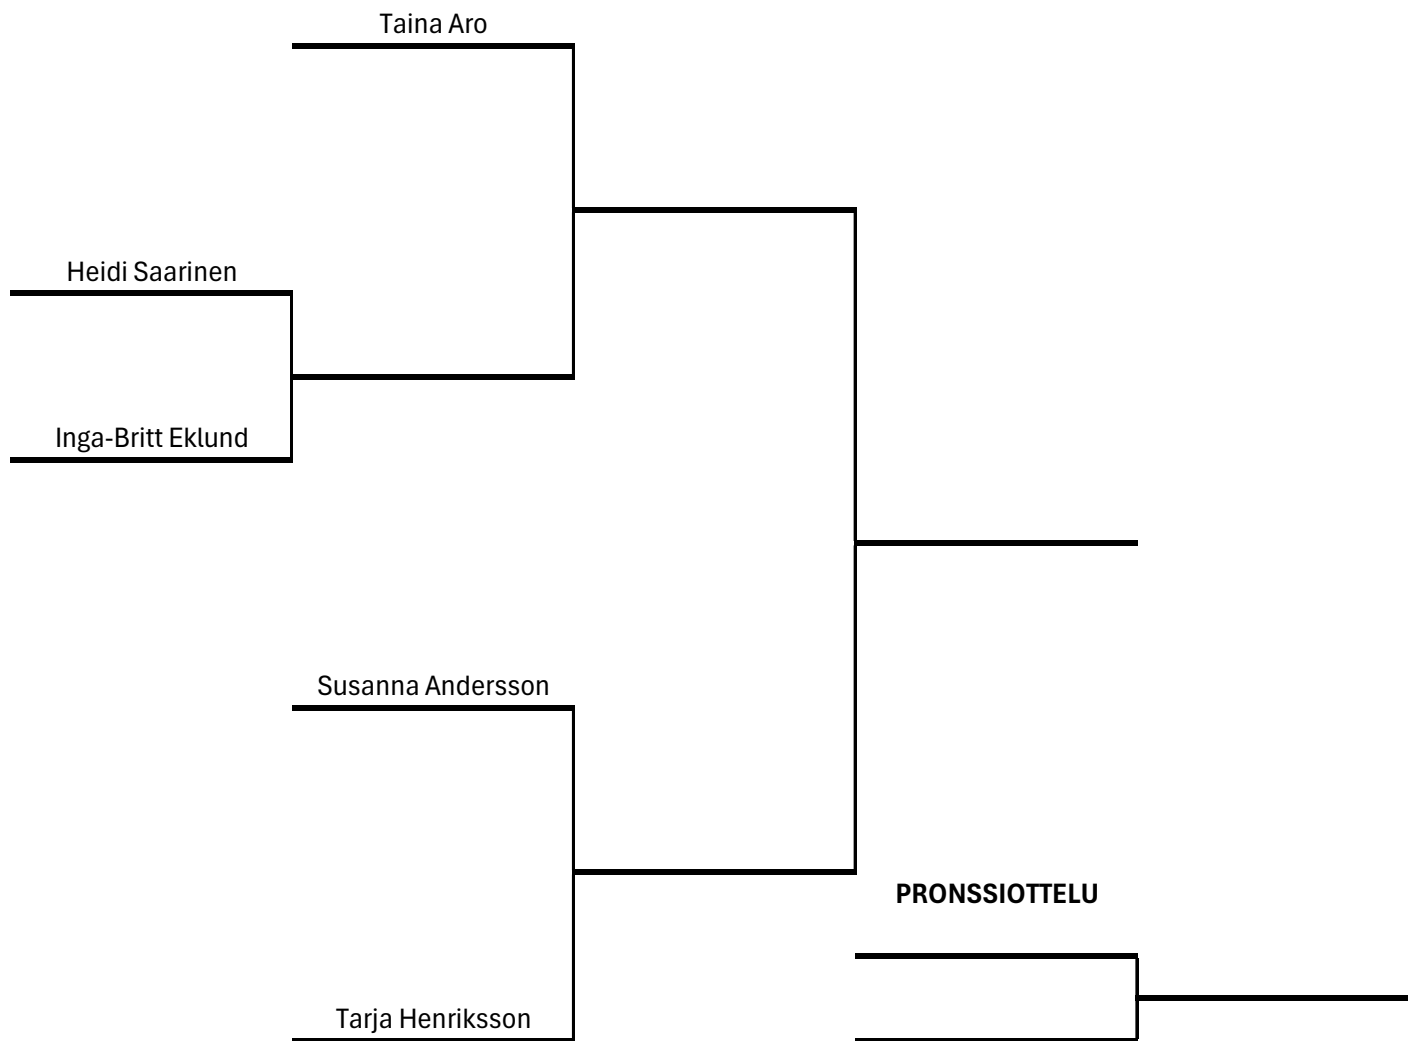 Taina Aro
Heidi Saarinen
Inga-Britt Eklund
Susanna Andersson
PRONSSIOTTELU
Tarja Henriksson